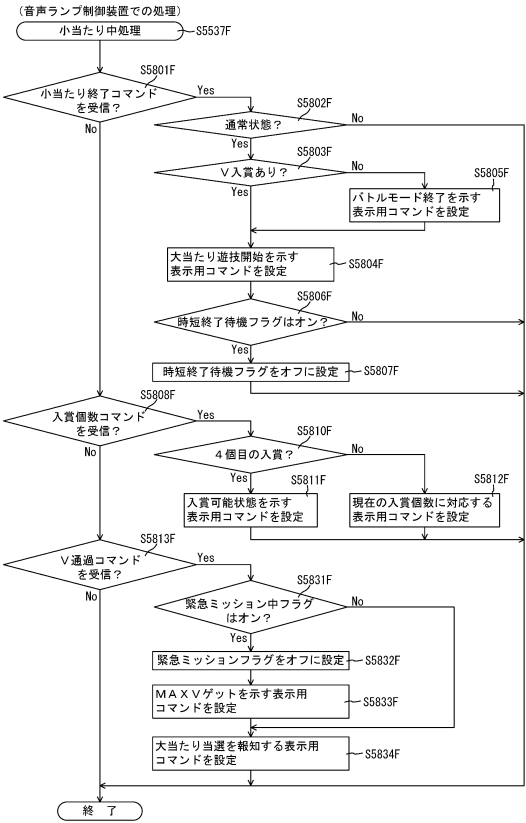 (音声ランプ制御装置での処理)
小当たり中処理
S5537F
S5801F
小当たり終了コマンド
を受信？
Yes
No
S5802F
通常状態？
No
Yes
S5803F
Ｖ入賞あり？
No
Yes
S5805F
バトルモード終了を示す
表示用コマンドを設定
大当たり遊技開始を示す
表示用コマンドを設定
S5804F
S5806F
時短終了待機フラグはオン？
No
Yes
時短終了待機フラグをオフに設定
S5807F
S5808F
入賞個数コマンド
を受信？
Yes
No
S5810F
４個目の入賞？
No
Yes
S5811F
入賞可能状態を示す
表示用コマンドを設定
S5812F
現在の入賞個数に対応する
表示用コマンドを設定
S5813F
Ｖ通過コマンド
を受信？
Yes
No
S5831F
緊急ミッション中フラグ
はオン？
No
Yes
緊急ミッションフラグをオフに設定
S5832F
ＭＡＸＶゲットを示す表示用
コマンドを設定
S5833F
大当たり当選を報知する表示用
コマンドを設定
S5834F
終　了